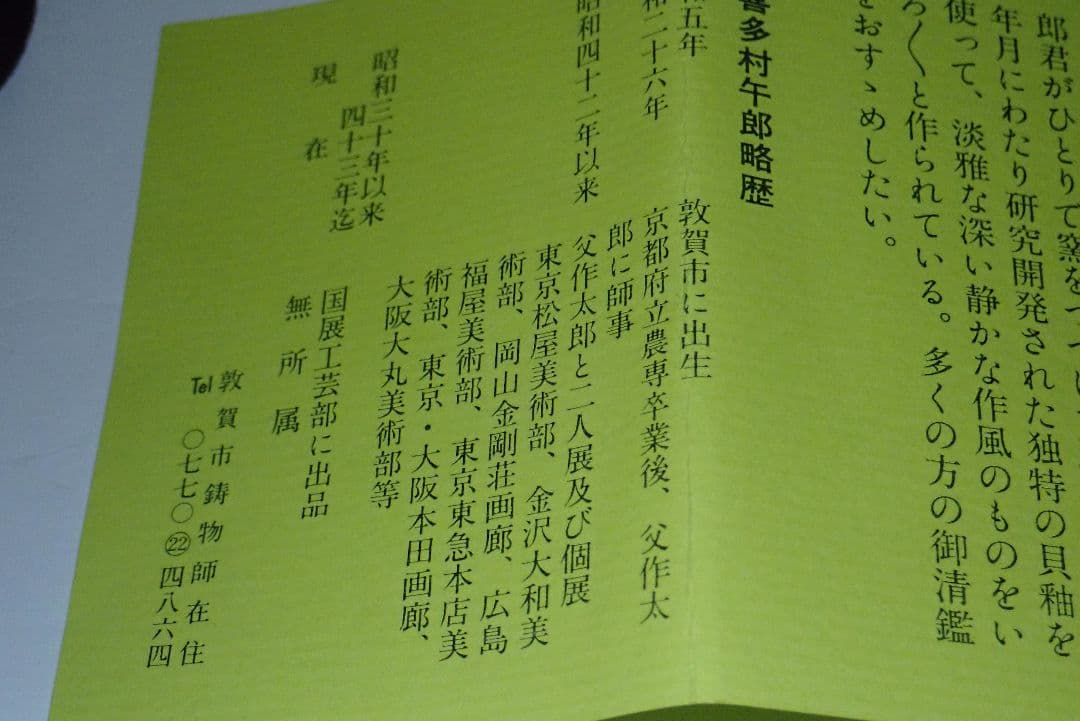 郎君がひとりで窯を
年月にわたり研究開発された独特の貝釉を
使って、淡雅な深い静かな作風のものをい
ろ〱と作られている。多くの方の御清鑑
をおすゝめしたい。
喜多村午郎略歴
和五年　敦賀市に出生
和二十六年　京都府立農専卒業後、父作太
郎に師事
昭和四十二年以来　父作太郎と二人展及び個展
東京松屋美術部、金沢大和美
術部、岡山金剛荘画廊、広島
福屋美術部、東京東急本店美
術部、東京・大阪本田画廊、
大阪大丸美術部等
昭和三十年以来
四十三年迄　国展工芸部に出品
現在　無所属
敦賀市鋳物師在住
Tel 〇七七〇㉒四八六四